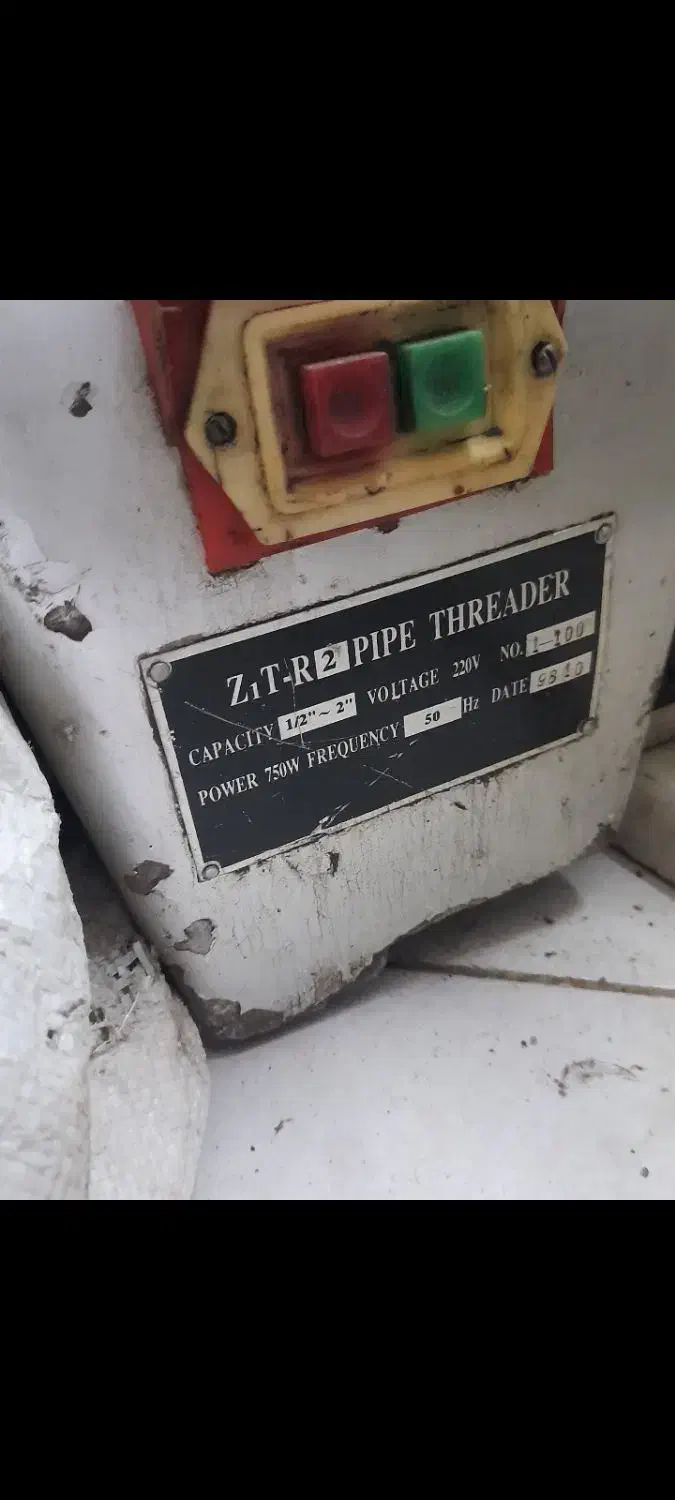 Z1T-R2 PIPE THREADER
CAPACITY 1/2"~2" VOLTAGE 220V NO. 1-100
POWER 750W FREQUENCY 50 Hz DATE 9810